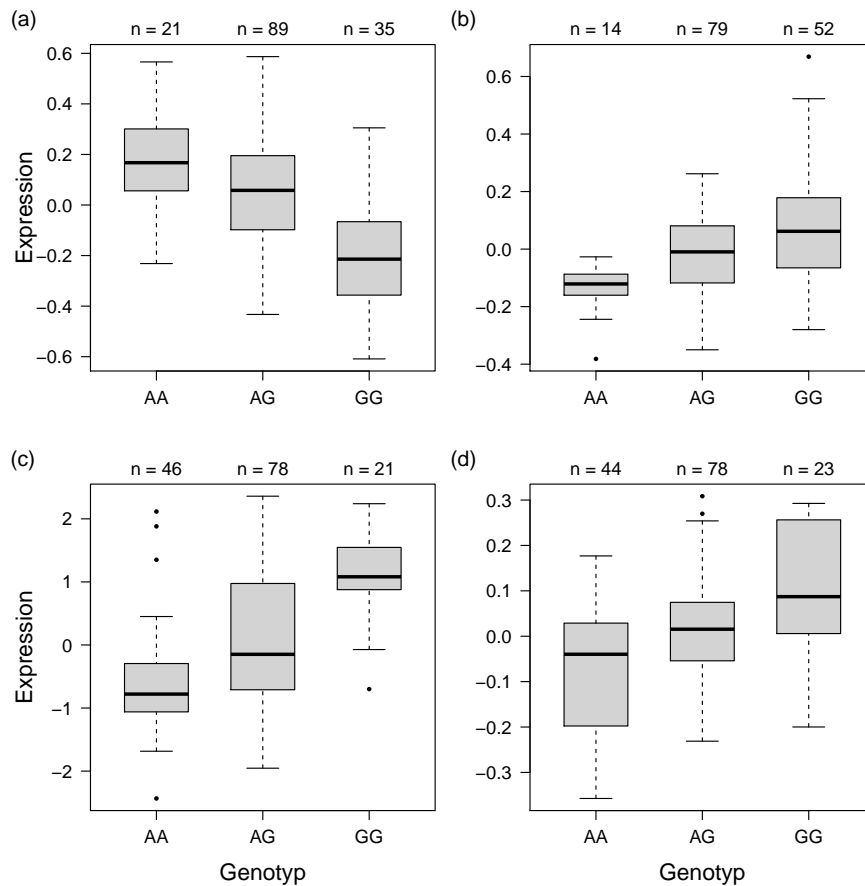 (a)
n = 21 n = 89 n = 35
0.6
0.4
0.2
0.0
−0.2
−0.4
−0.6
Expression
AA AG GG
(b)
n = 14 n = 79 n = 52
0.6
0.4
0.2
0.0
−0.2
−0.4
AA AG GG
(c)
n = 46 n = 78 n = 21
2
1
0
−1
−2
Expression
AA AG GG
Genotyp
(d)
n = 44 n = 78 n = 23
0.3
0.2
0.1
0.0
−0.1
−0.2
−0.3
AA AG GG
Genotyp